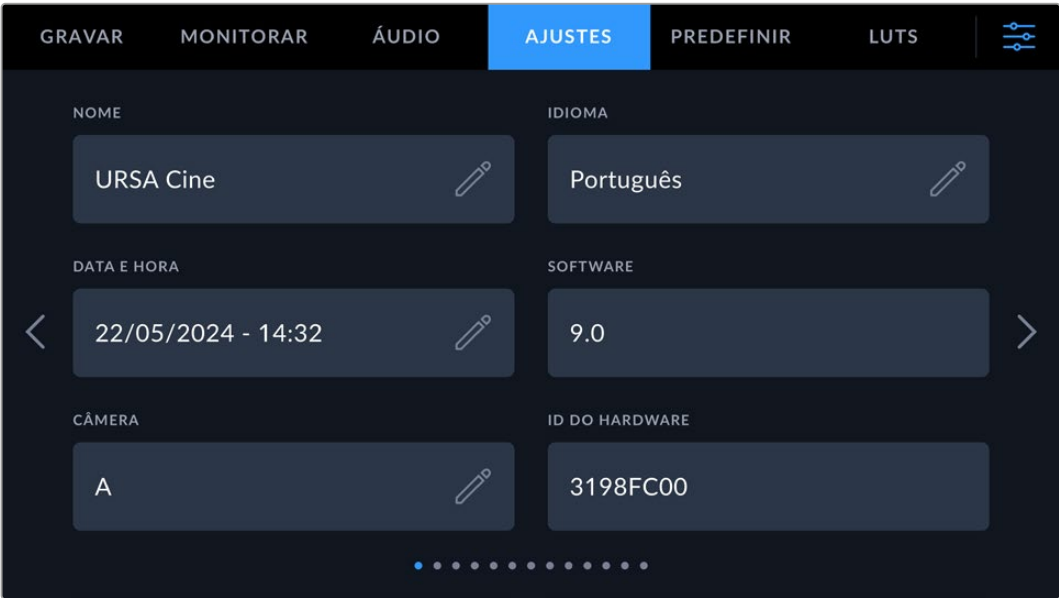 GRAVAR MONITORAR ÁUDIO AJUSTES PREDEFINIR LUTS
NOME IDIOMA
URSA Cine Português
DATA E HORA SOFTWARE
22/05/2024 - 14:32 9.0
CÂMERA ID DO HARDWARE
A 3198FC00